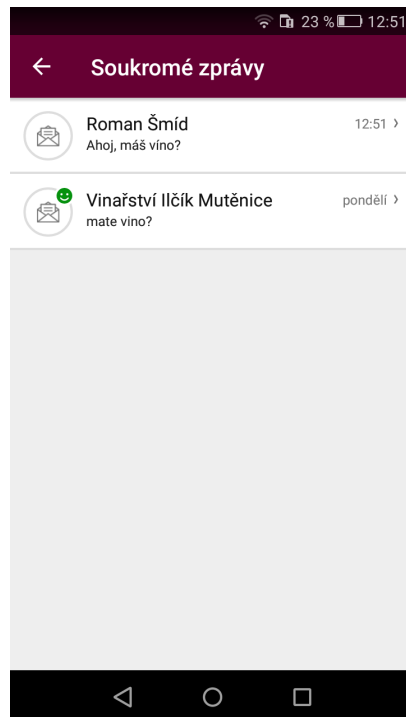 23 % 12:51
Soukromé zprávy
Roman Šmíd 12:51
Ahoj, máš víno?
Vinařství Ilčík Mutěnice pondělí
mate vino?